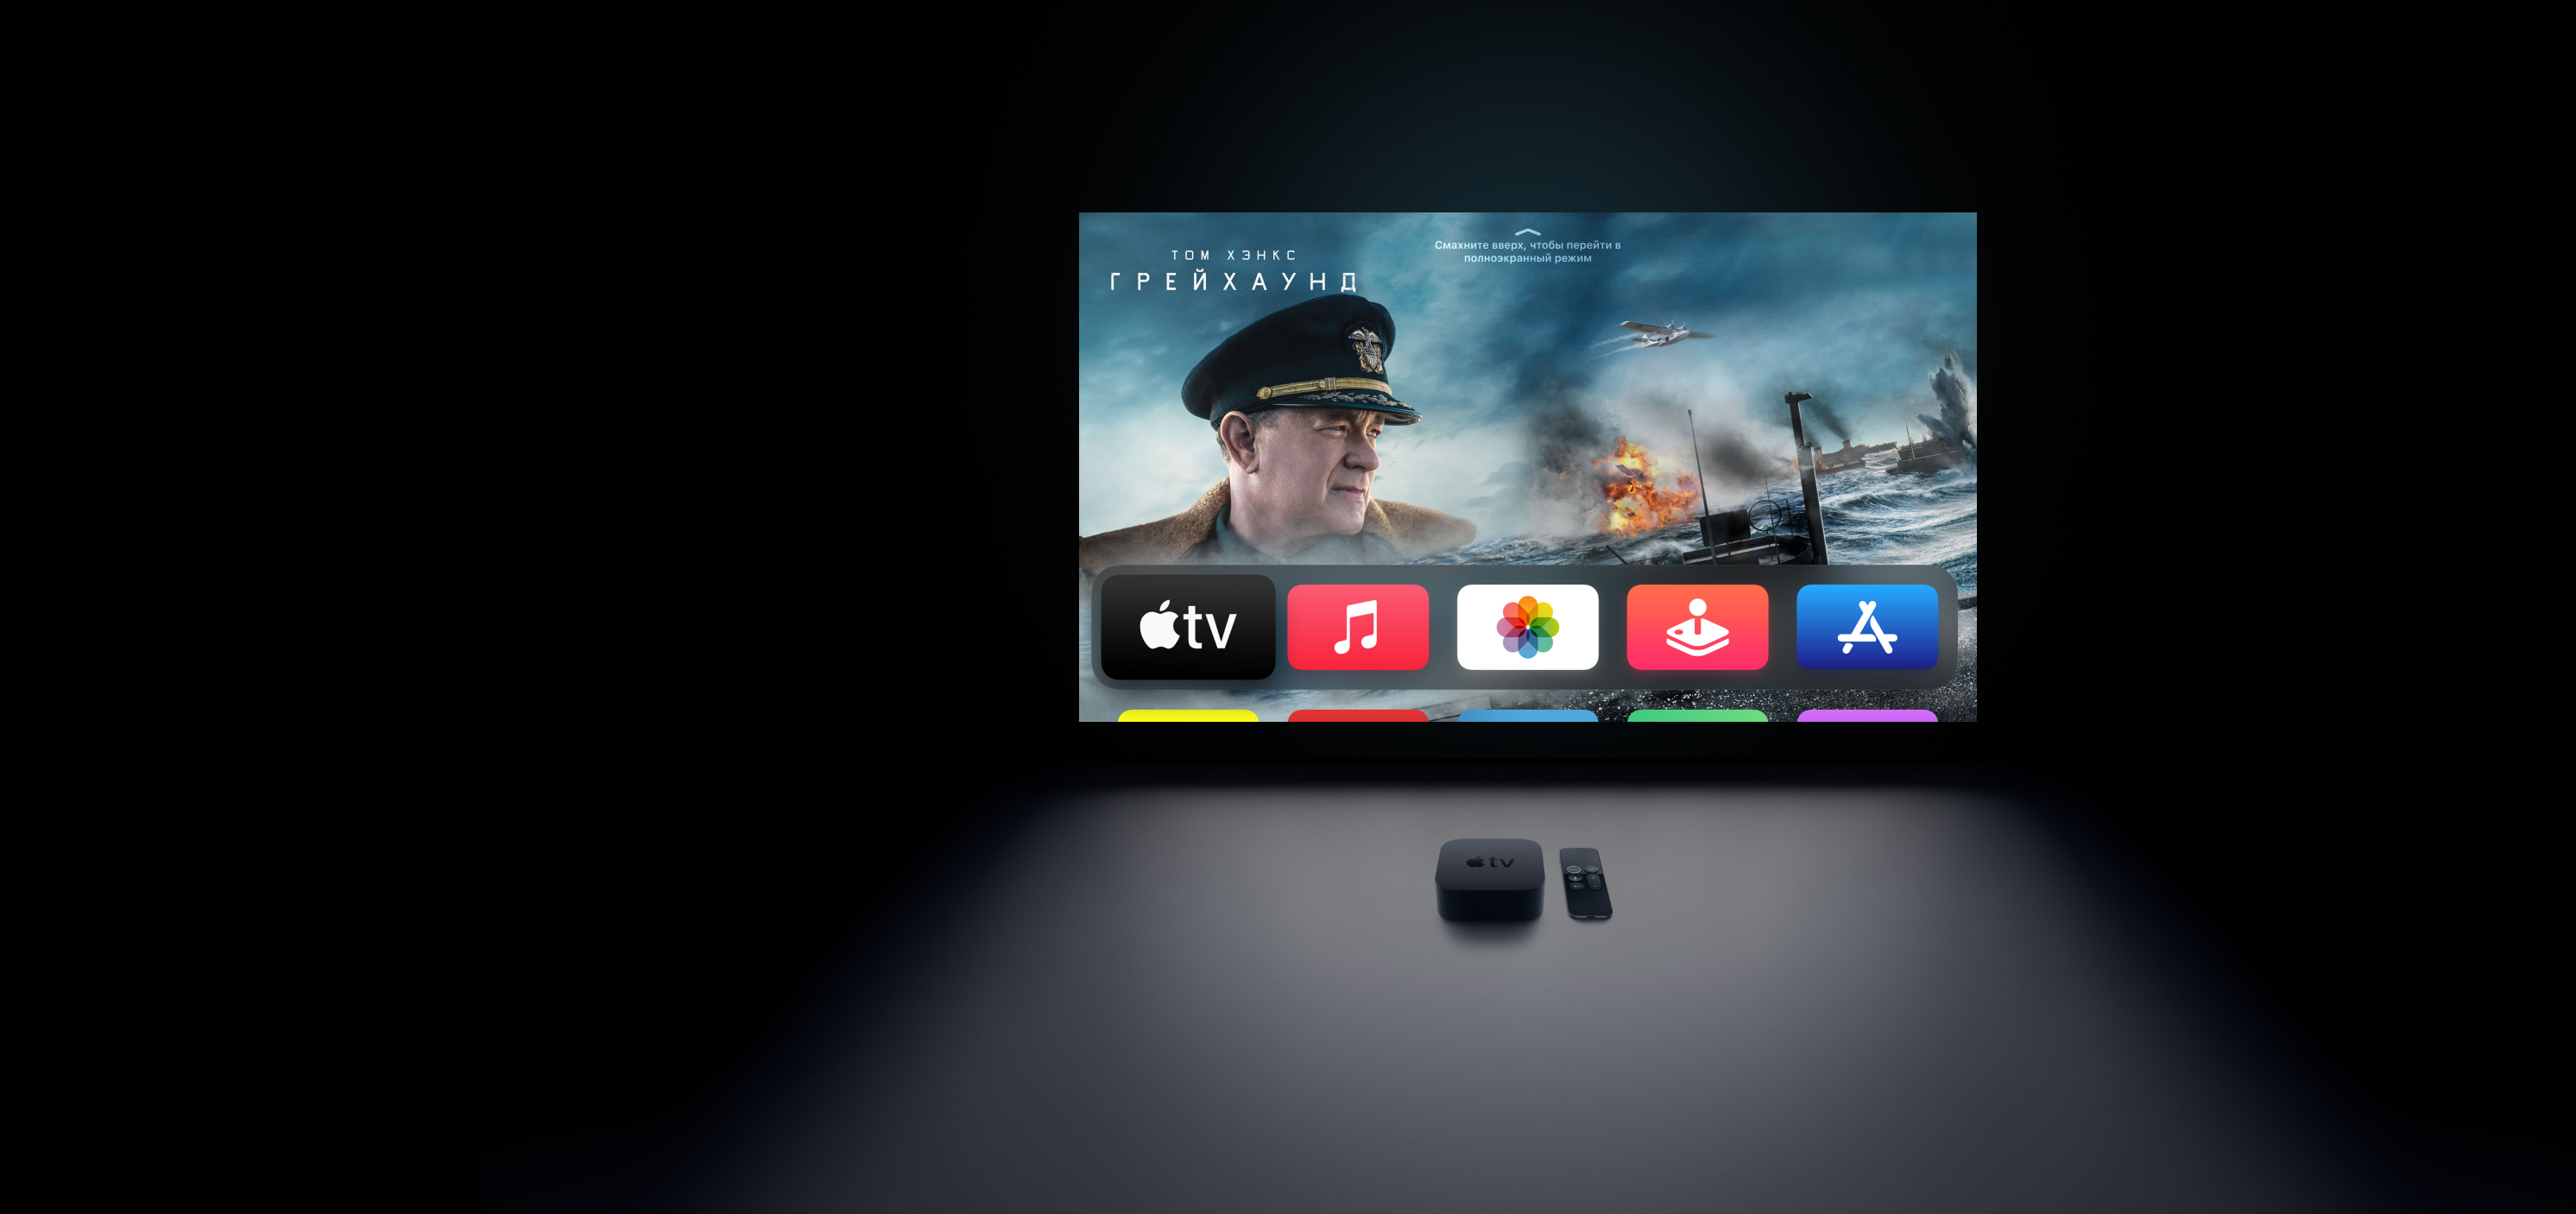 ТОМ ХЭНКС
ГРЕЙХАУНД
Смахните вверх, чтобы перейти в
полноэкранный режим
tv
tv